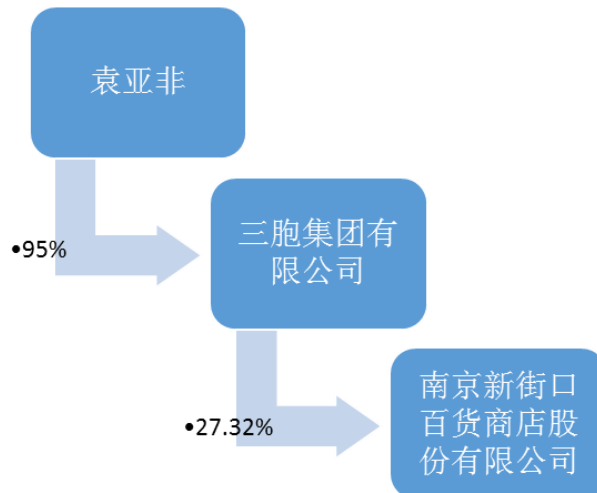 袁亚非
•95%
三胞集团有
限公司
•27.32%
南京新街口
百货商店股
份有限公司